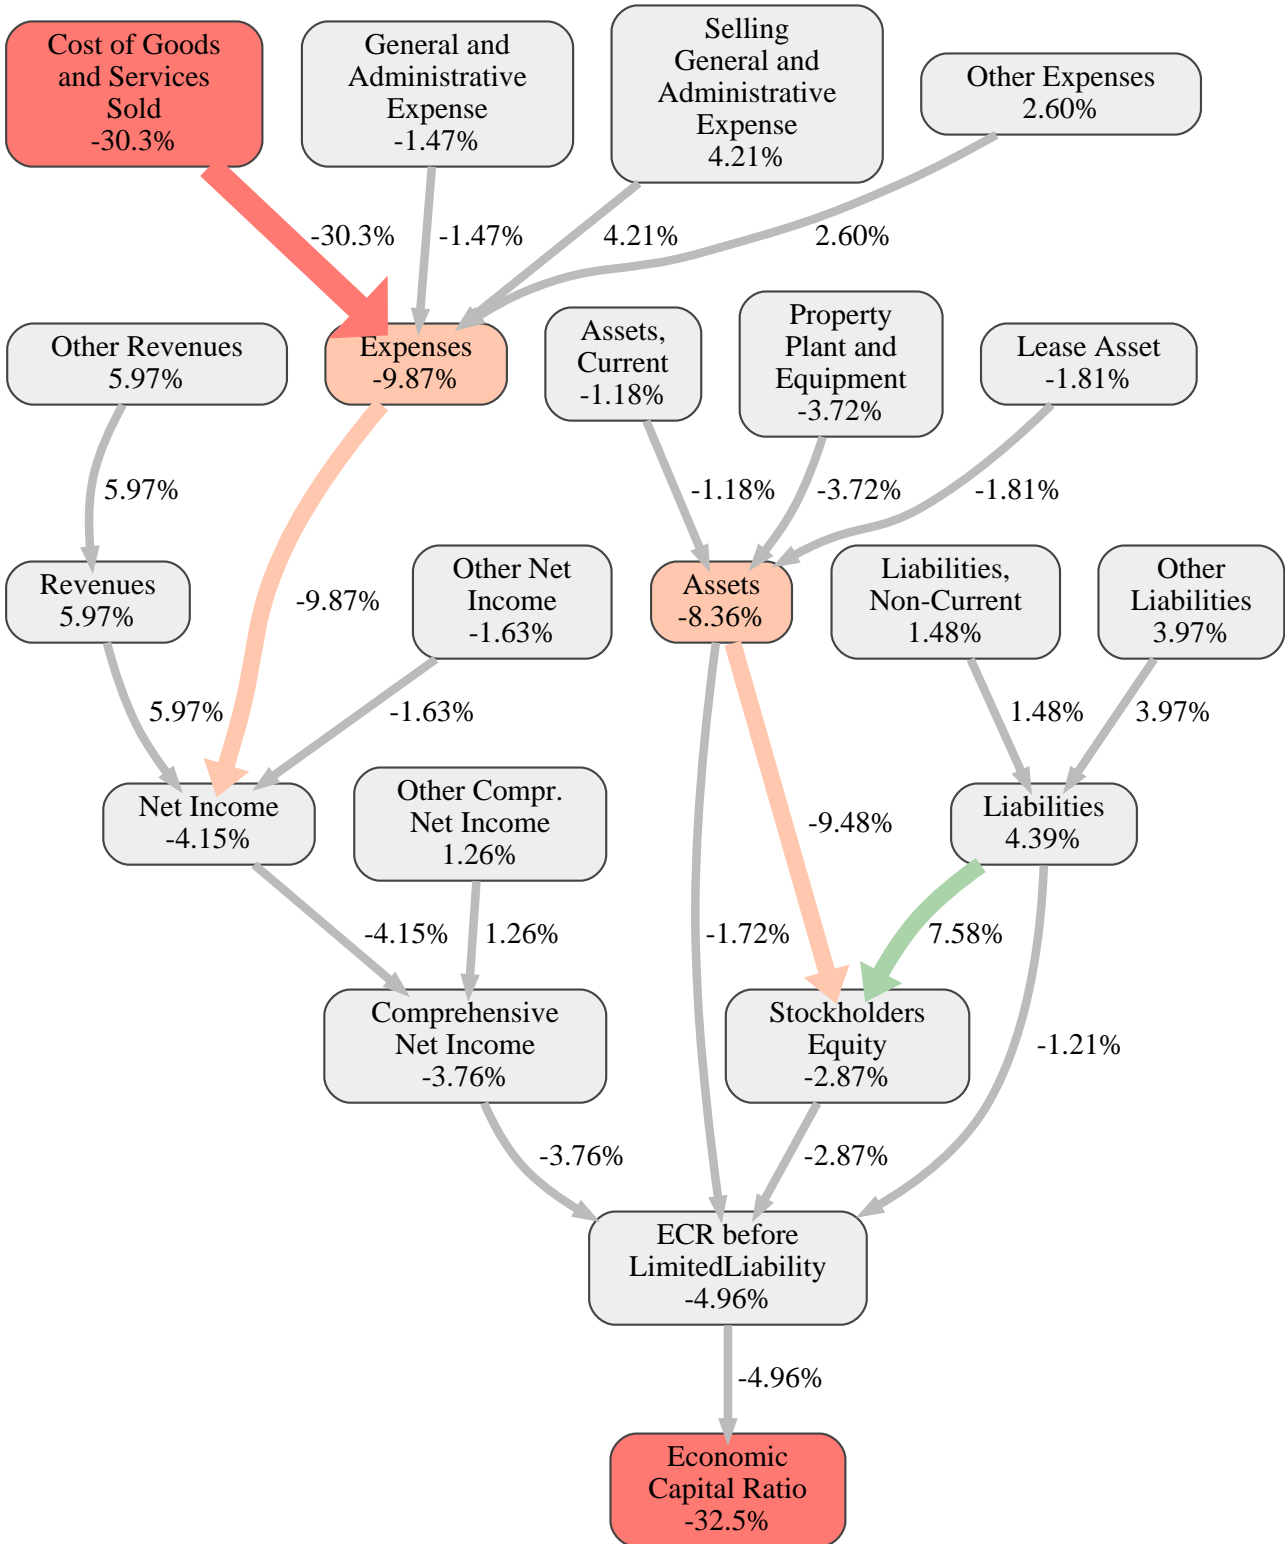 Cost of Goods
and Services
Sold
-30.3%
General and
Administrative
Expense
-1.47%
Selling
General and
Administrative
Expense
4.21%
Other Expenses
2.60%
-30.3%
-1.47%
4.21%
2.60%
Other Revenues
5.97%
Expenses
-9.87%
Assets,
Current
-1.18%
Property
Plant and
Equipment
-3.72%
Lease Asset
-1.81%
5.97%
-9.87%
-1.18%
-3.72%
-1.81%
Revenues
5.97%
Other Net
Income
-1.63%
Assets
-8.36%
Liabilities,
Non-Current
1.48%
Other
Liabilities
3.97%
5.97%
-1.63%
1.48%
3.97%
Net Income
-4.15%
Other Compr.
Net Income
1.26%
-9.48%
Liabilities
4.39%
-4.15%
1.26%
-1.72%
7.58%
Comprehensive
Net Income
-3.76%
Stockholders
Equity
-2.87%
-1.21%
-3.76%
-2.87%
ECR before
LimitedLiability
-4.96%
-4.96%
Economic
Capital Ratio
-32.5%